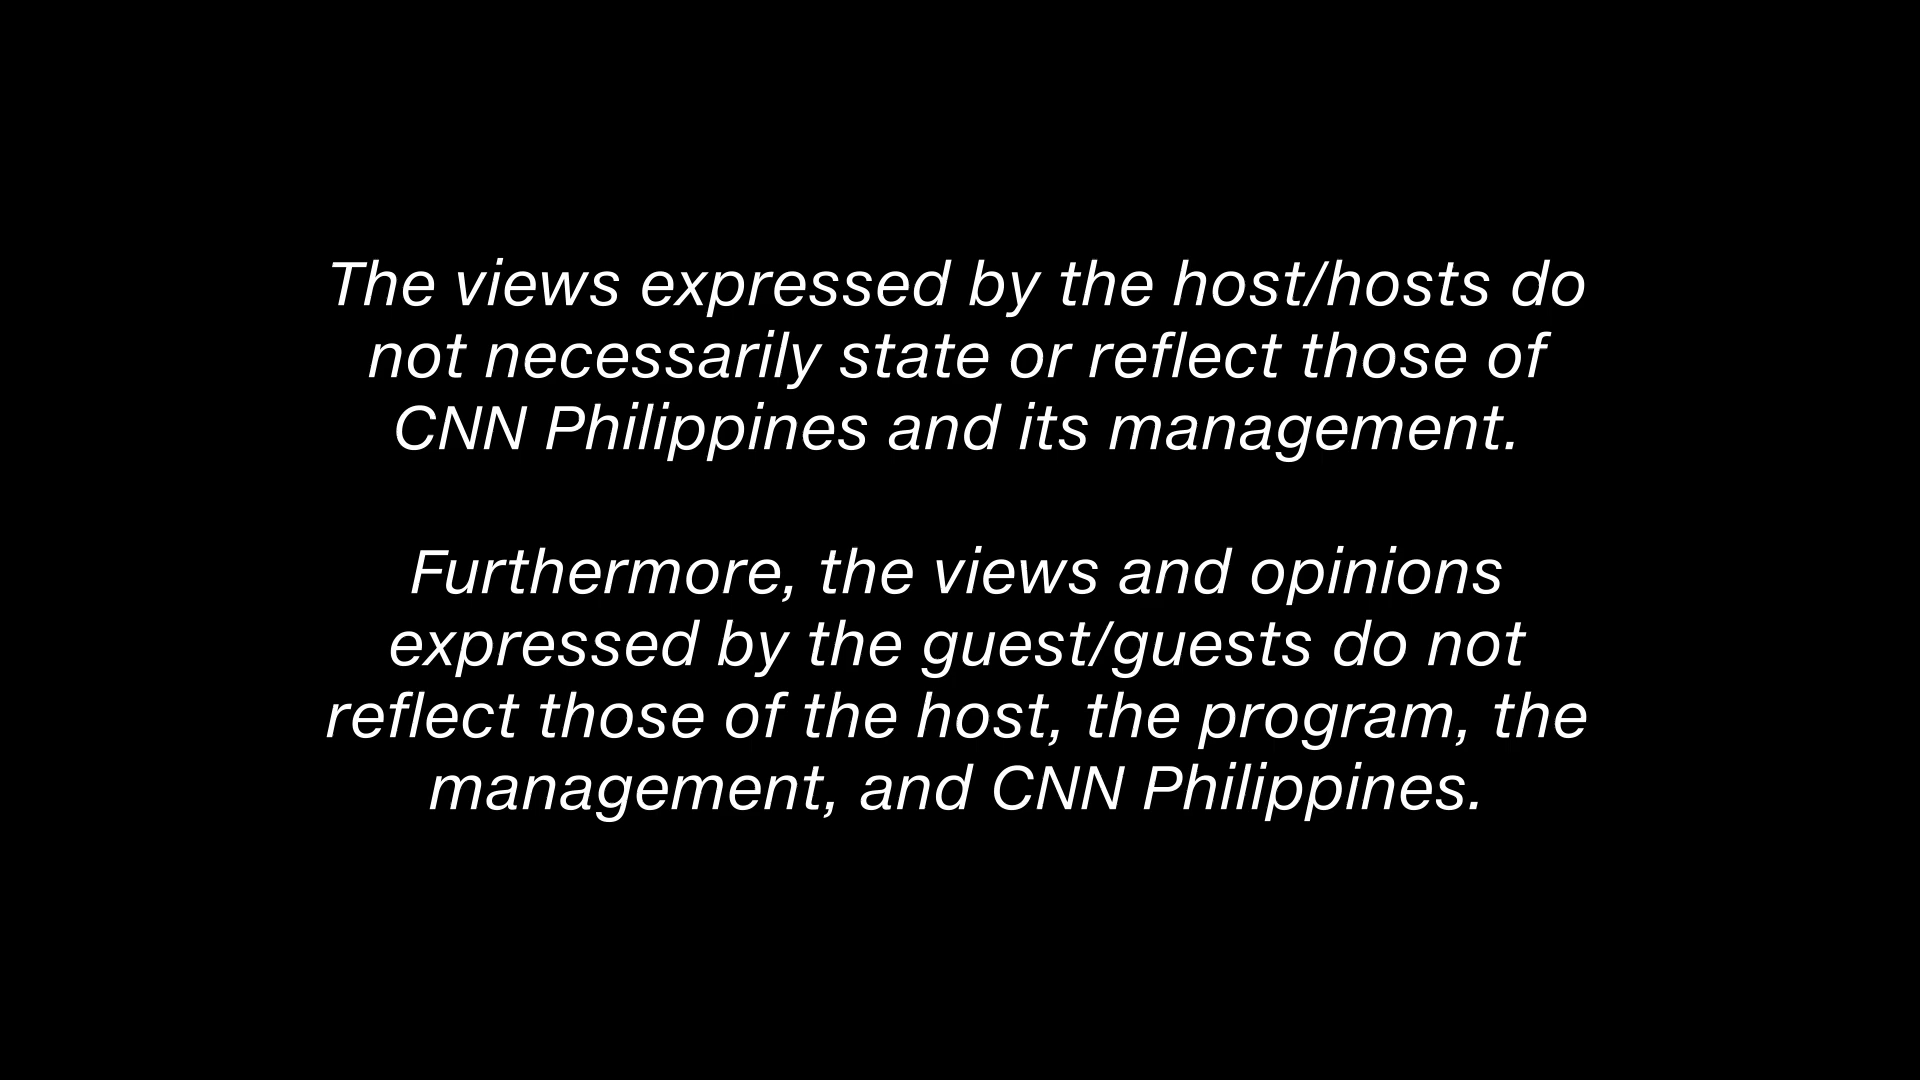 The views expressed by the host/hosts do
not necessarily state or reflect those of
CNN Philippines and its management.
Furthermore, the views and opinions
expressed by the guest/guests do not
reflect those of the host, the program, the
management, and CNN Philippines.